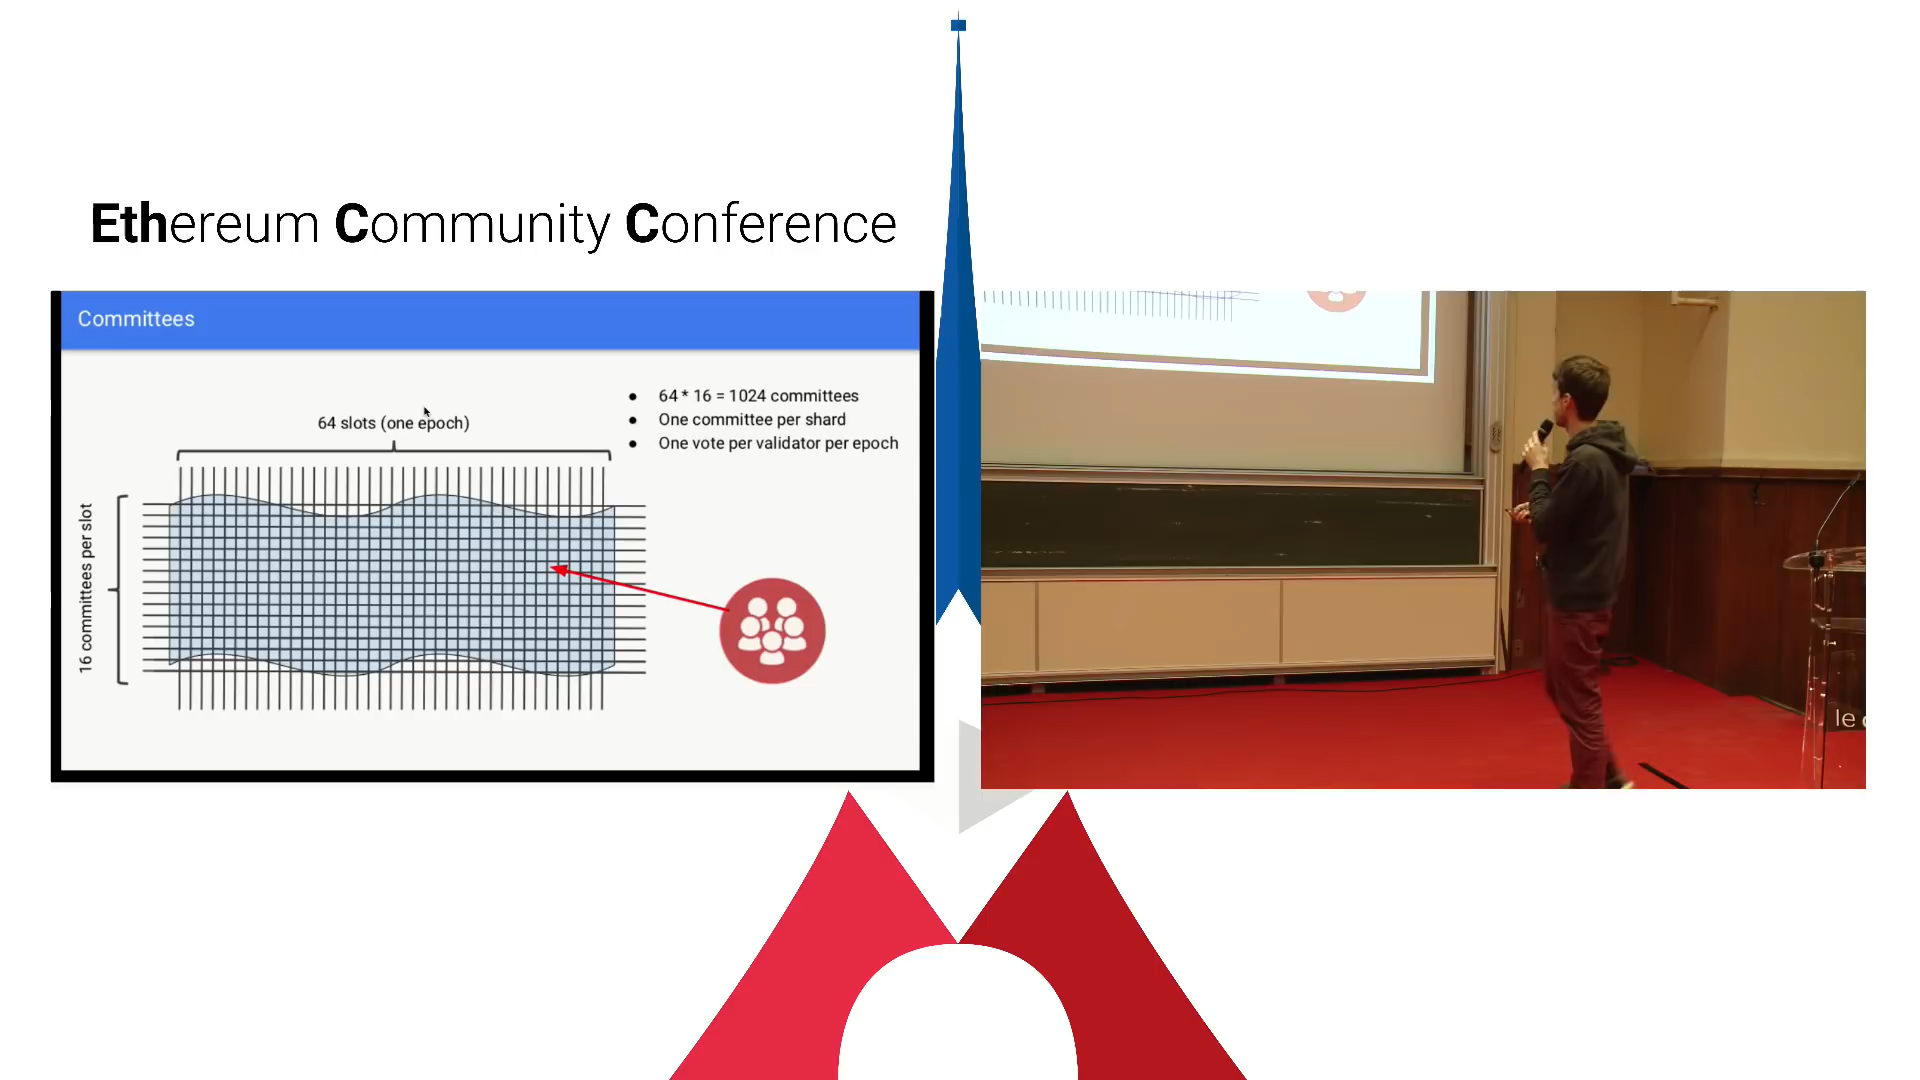 Ethereum Community Conference
Committees
64 * 16 = 1024 committees
One committee per shard
One vote per validator per epoch
64 slots (one epoch)
16 committees per slot
le